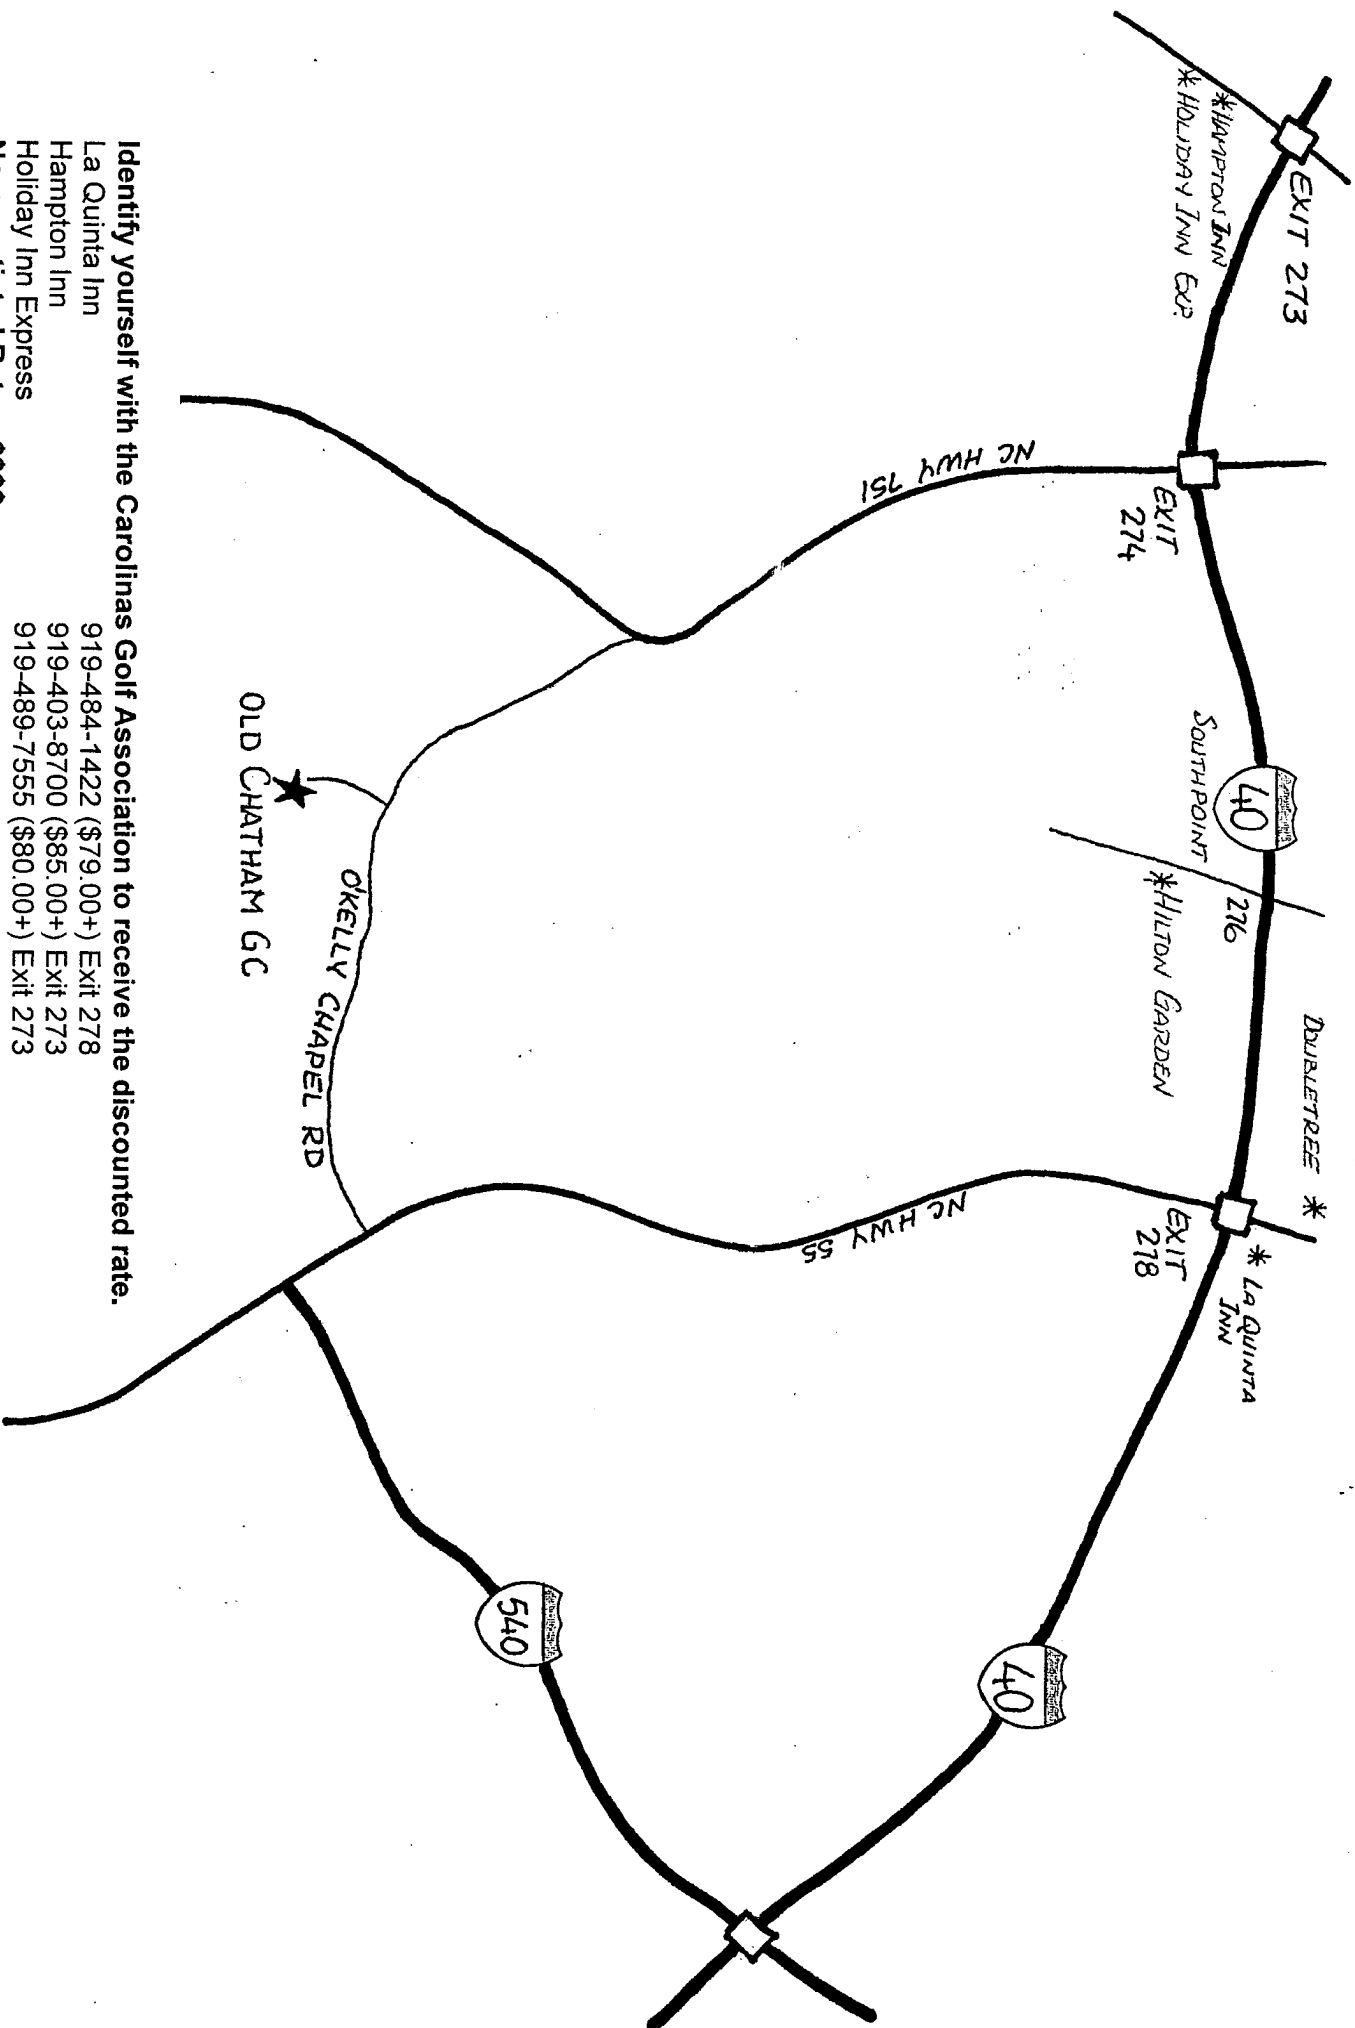 DOUBLETREE *
EXIT 273
* LA QUINTA
INN
40
*HAMPTON INN
*HOLIDAY INN EXP.
SOUTHPOINT
276
*HILTON GARDEN
EXIT
274
EXIT
278
NC HWY 751
NC HWY 55
40
540
O'KELLY CHAPEL RD
OLD CHATHAM GC
Identify yourself with the Carolinas Golf Association to receive the discounted rate.
La Quinta Inn 919-484-1422 ($79.00+) Exit 278
Hampton Inn 919-403-8700 ($85.00+) Exit 273
Holiday Inn Express 919-489-7555 ($80.00+) Exit 273